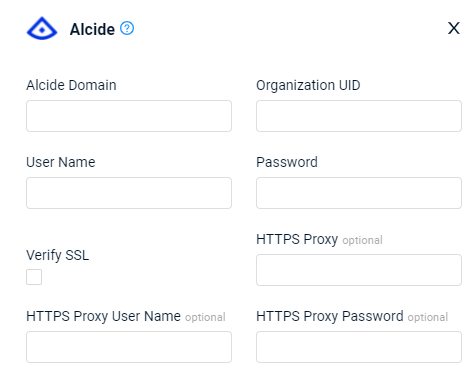 Alcide ?
X
Alcide Domain
Organization UID
User Name
Password
Verify SSL
HTTPS Proxy optional
HTTPS Proxy User Name optional
HTTPS Proxy Password optional